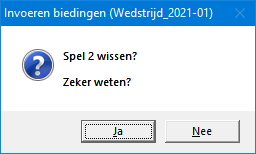 Invoeren biedingen (Wedstrijd_2021-01)
Spel 2 wissen?
Zeker weten?
Ja
Nee